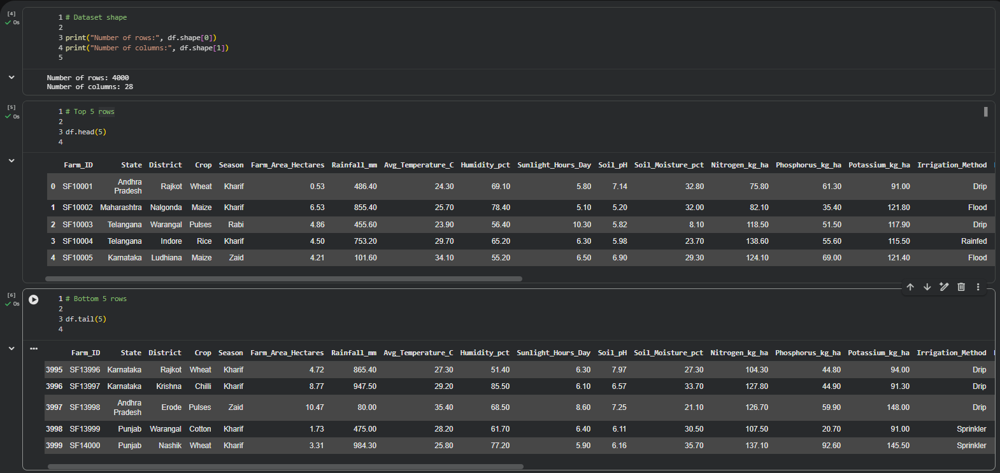 [4]
0s
1 # Dataset shape
2
3 print("Number of rows:", df.shape[0])
4 print("Number of columns:", df.shape[1])
5
Number of rows: 4000
Number of columns: 28
[5]
0s
1 # Top 5 rows
2
3 df.head(5)
4
Farm_ID State District Crop Season Farm_Area_Hectares Rainfall_mm Avg_Temperature_C Humidity_pct Sunlight_Hours_Day Soil_pH Soil_Moisture_pct Nitrogen_kg_ha Phosphorus_kg_ha Potassium_kg_ha Irrigation_Method
0 SF10001 Andhra Pradesh Rajkot Wheat Kharif 0.53 486.40 24.30 69.10 5.80 7.14 32.80 75.80 61.30 91.00 Drip
1 SF10002 Maharashtra Nalgonda Maize Kharif 6.53 855.40 25.70 78.40 5.10 5.20 32.00 82.10 35.40 121.80 Flood
2 SF10003 Telangana Warangal Pulses Rabi 4.86 455.60 23.90 56.40 10.30 5.82 8.10 118.50 51.50 117.90 Drip
3 SF10004 Telangana Indore Rice Kharif 4.50 753.20 29.70 65.20 6.30 5.98 23.70 138.60 55.60 115.50 Rainfed
4 SF10005 Karnataka Ludhiana Maize Zaid 4.21 101.60 34.10 55.20 6.50 6.90 29.30 124.10 69.00 121.40 Flood
[6]
0s
1 # Bottom 5 rows
2
3 df.tail(5)
4
Farm_ID State District Crop Season Farm_Area_Hectares Rainfall_mm Avg_Temperature_C Humidity_pct Sunlight_Hours_Day Soil_pH Soil_Moisture_pct Nitrogen_kg_ha Phosphorus_kg_ha Potassium_kg_ha Irrigation_Method
3995 SF13996 Karnataka Rajkot Wheat Kharif 4.72 865.40 27.30 51.40 6.30 7.97 27.30 104.30 44.80 94.00 Drip
3996 SF13997 Karnataka Krishna Chilli Kharif 8.77 947.50 29.20 85.50 6.10 6.57 33.70 127.80 44.90 91.30 Drip
3997 SF13998 Andhra Pradesh Erode Pulses Zaid 10.47 80.00 35.40 68.50 8.60 7.25 21.10 126.70 59.90 148.00 Drip
3998 SF13999 Punjab Warangal Cotton Kharif 1.73 475.00 28.20 61.70 6.40 6.11 30.50 107.50 20.70 91.00 Sprinkler
3999 SF14000 Punjab Nashik Wheat Kharif 3.31 984.30 25.80 77.20 5.90 6.16 35.70 137.10 92.60 145.50 Sprinkler